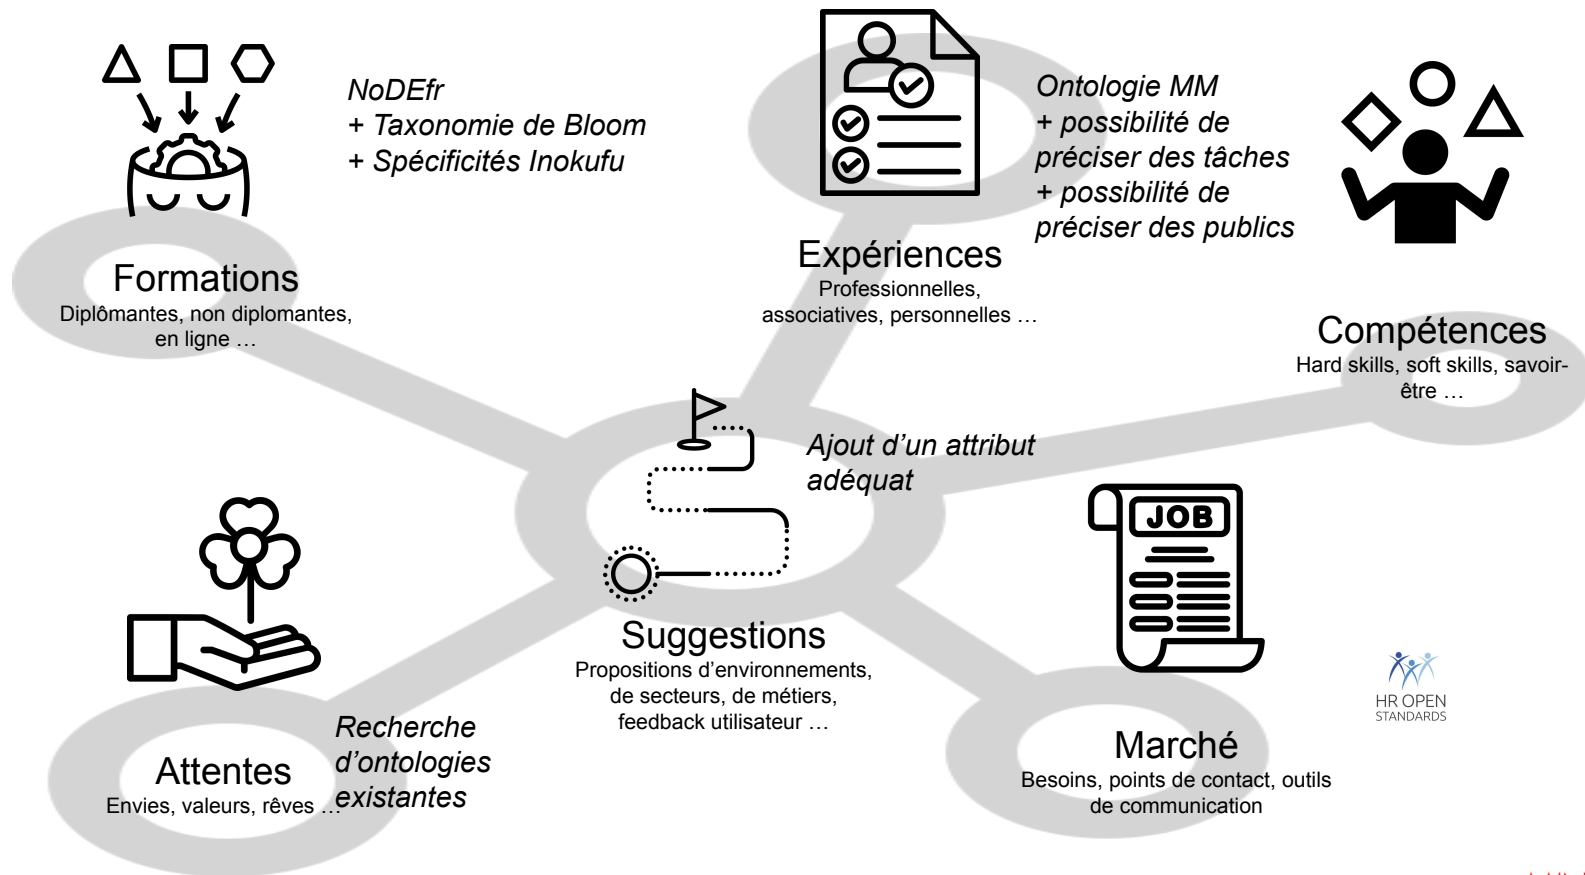 NoDEfr
+ Taxonomie de Bloom
+ Spécificités Inokufu
Formations
Diplômantes, non diplomantes,
en ligne …
Ontologie MM
+ possibilité de
préciser des tâches
+ possibilité de
préciser des publics
Expériences
Professionnelles,
associatives, personnelles …
Compétences
Hard skills, soft skills, savoir-
être …
Ajout d’un attribut
adéquat
Suggestions
Propositions d’environnements,
de secteurs, de métiers,
feedback utilisateur …
Recherche
d’ontologies
existantes
Attentes
Envies, valeurs, rêves …
JOB
Marché
Besoins, points de contact, outils
de communication
HR OPEN
STANDARDS